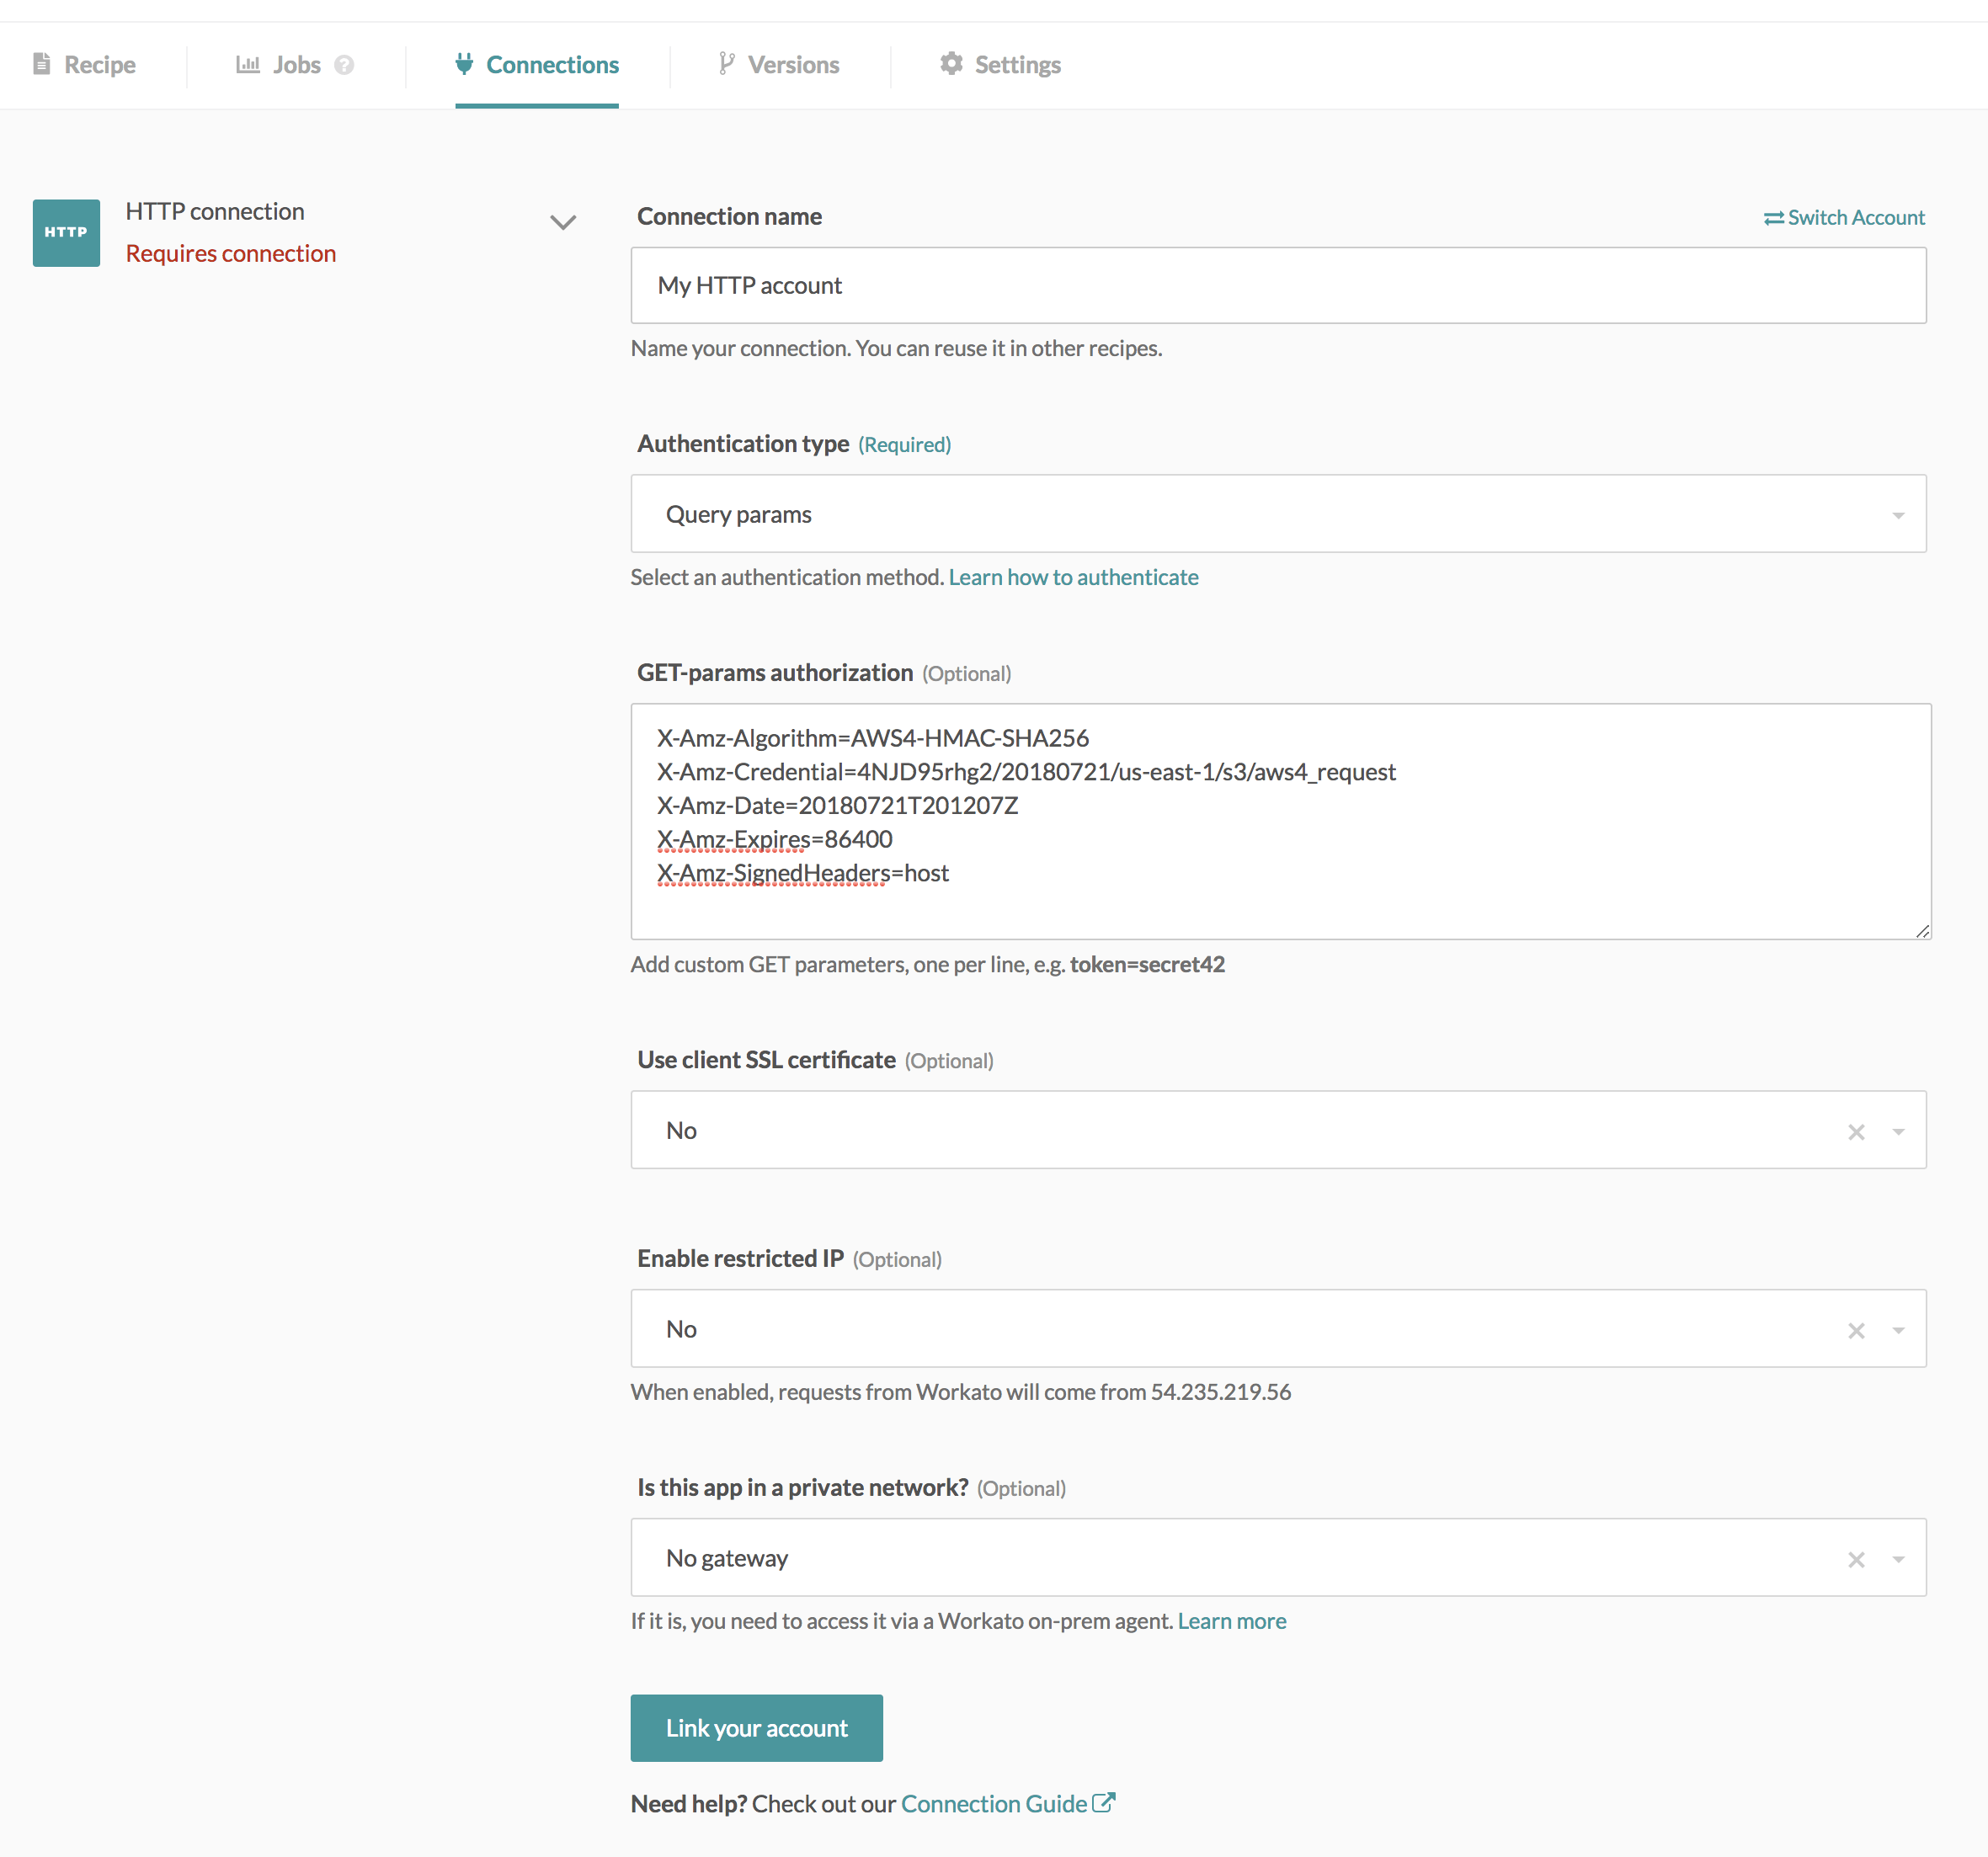 Recipe
Jobs ?
Connections
Versions
Settings
HTTP
HTTP connection
Requires connection
Connection name
Switch Account
My HTTP account
Name your connection. You can reuse it in other recipes.
Authentication type (Required)
Query params
Select an authentication method. Learn how to authenticate
GET-params authorization (Optional)
X-Amz-Algorithm=AWS4-HMAC-SHA256
X-Amz-Credential=4NJD95rhg2/20180721/us-east-1/s3/aws4_request
X-Amz-Date=20180721T201207Z
X-Amz-Expires=86400
X-Amz-SignedHeaders=host
Add custom GET parameters, one per line, e.g. token=secret42
Use client SSL certificate (Optional)
No
Enable restricted IP (Optional)
No
When enabled, requests from Workato will come from 54.235.219.56
Is this app in a private network? (Optional)
No gateway
If it is, you need to access it via a Workato on-prem agent. Learn more
Link your account
Need help? Check out our Connection Guide